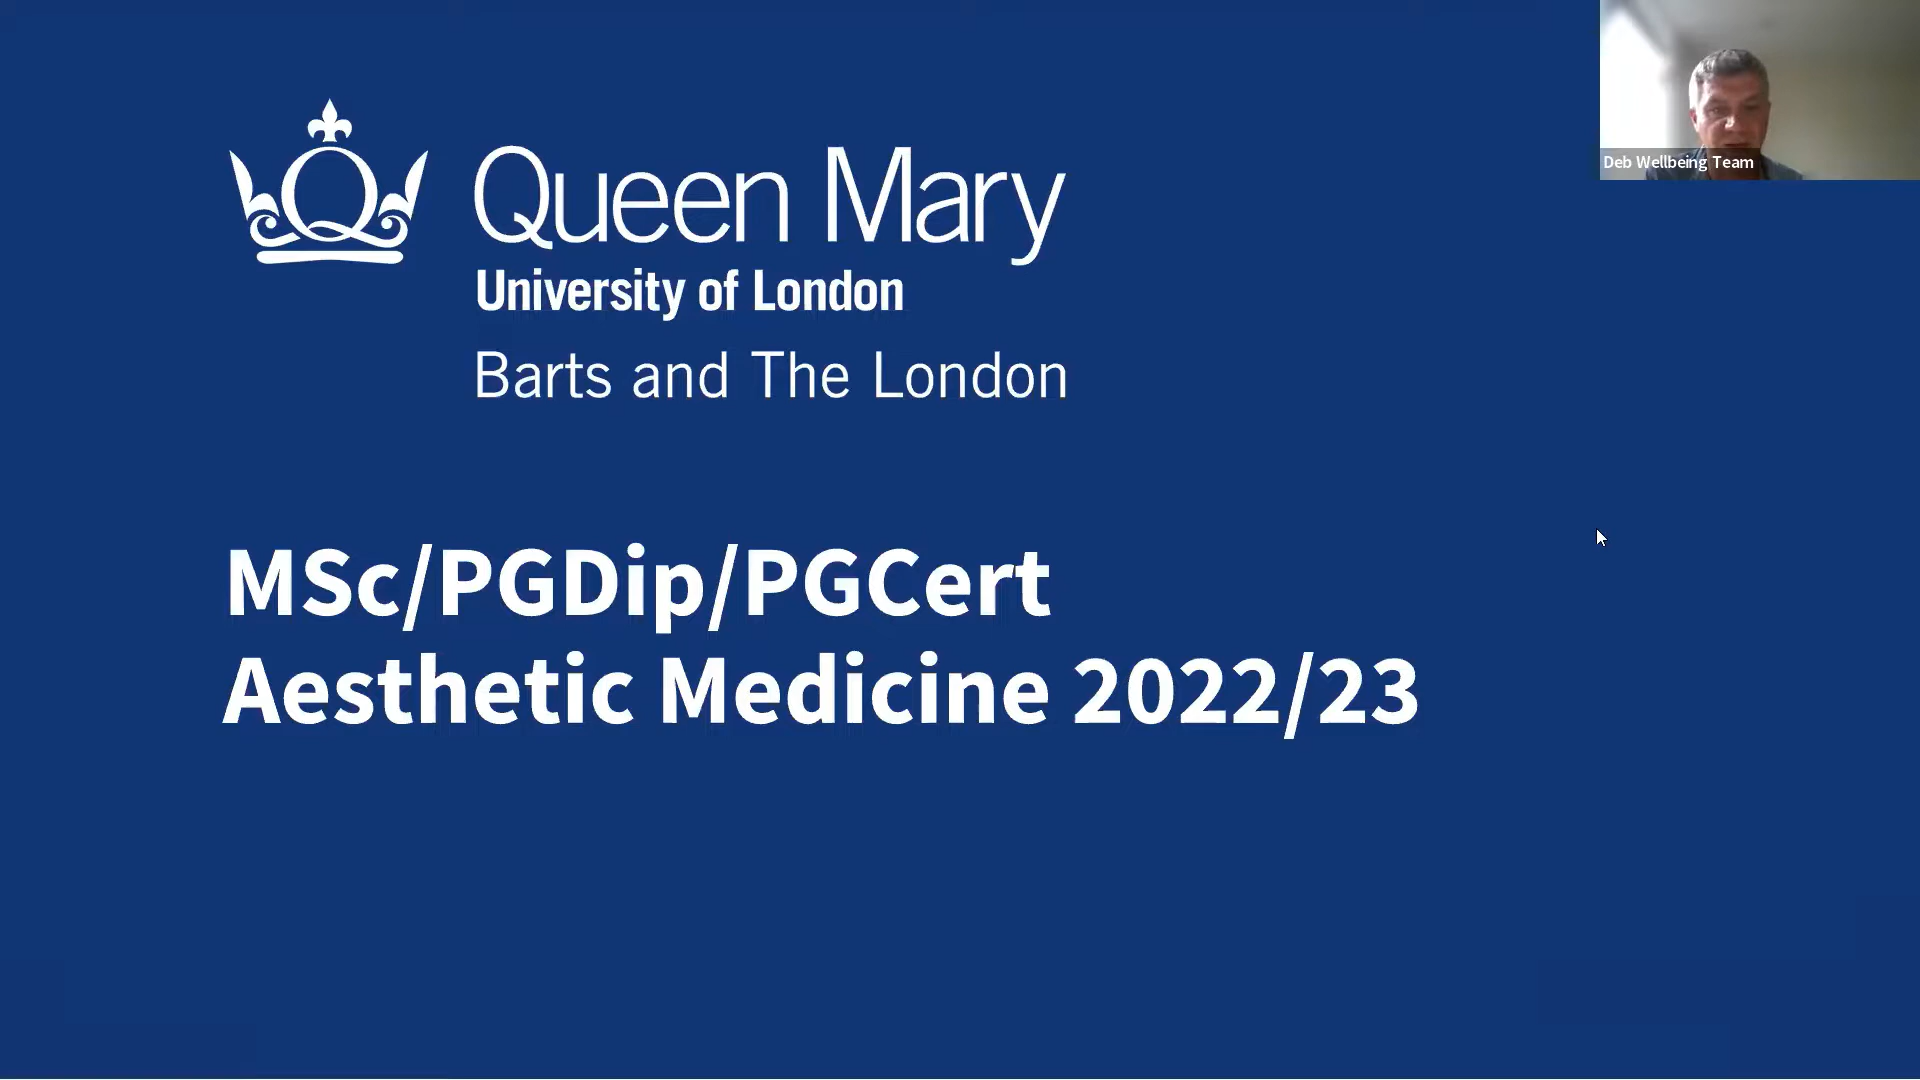 Queen Mary
University of London
Barts and The London
MSc/PGDip/PGCert
Aesthetic Medicine 2022/23
Deb Wellbeing Team